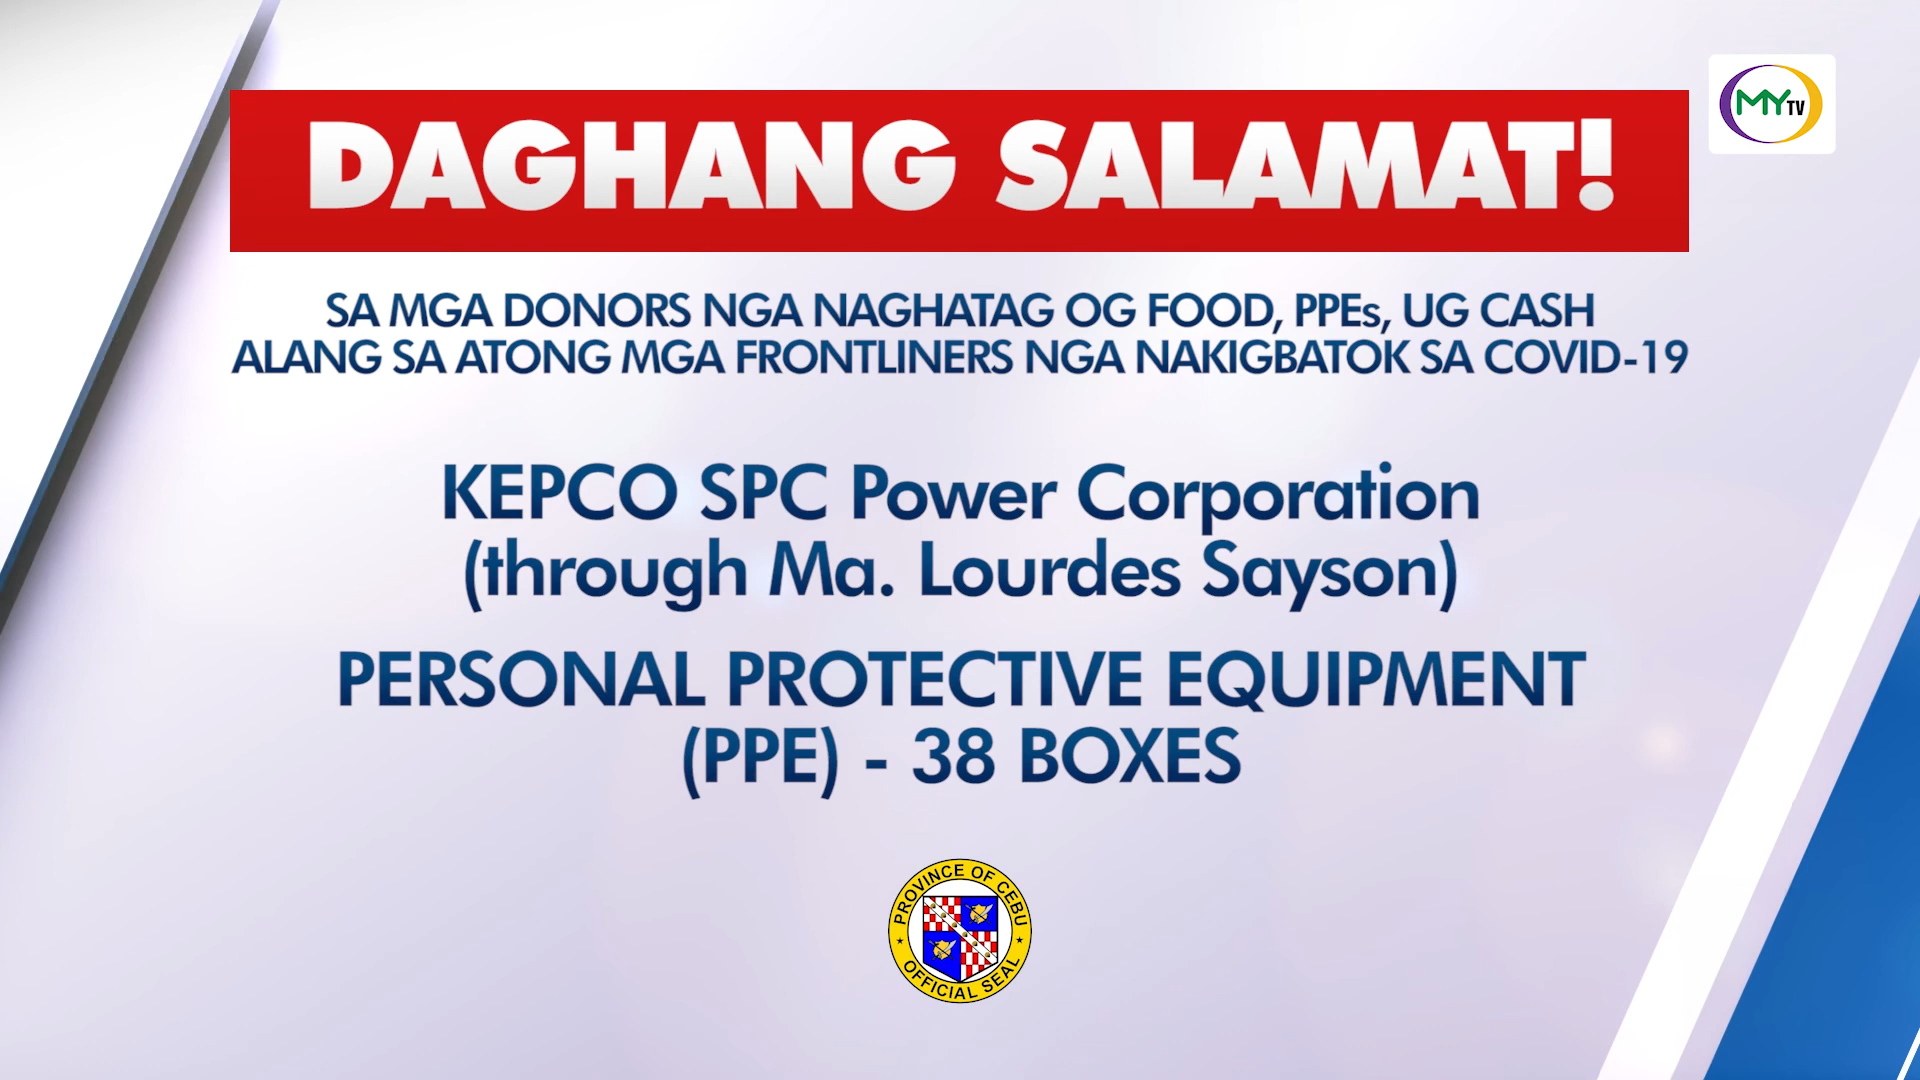 DAGHANG SALAMAT!
MYTV
SA MGA DONORS NGA NAGHATAG OG FOOD, PPEs, UG CASH
ALANG SA ATONG MGA FRONTLINERS NGA NAKIGBATOK SA COVID-19
KEPCO SPC Power Corporation
(through Ma. Lourdes Sayson)
PERSONAL PROTECTIVE EQUIPMENT
(PPE) - 38 BOXES
PROVINCE OF CEBU
OFFICIAL SEAL